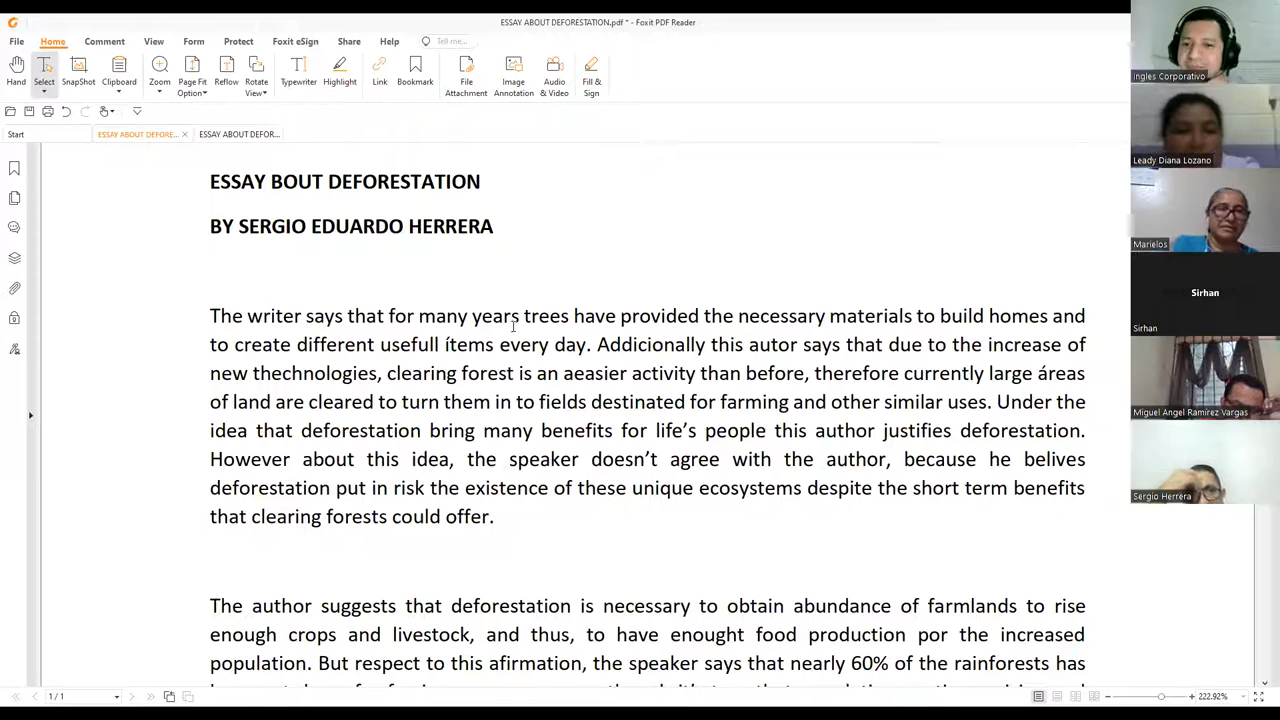 ESSAY ABOUT DEFORESTATION.pdf * - Foxit PDF Reader
File Home Comment View Form Protect Foxit eSign Share Help Tell me...
Hand Select SnapShot Clipboard Zoom Page Fit Option Reflow Rotate View Typewriter Highlight Link Bookmark File Attachment Image Annotation Audio & Video Fill & Sign
Start ESSAY ABOUT DEFORE... ESSAY ABOUT DEFOR...
ESSAY BOUT DEFORESTATION
BY SERGIO EDUARDO HERRERA
The writer says that for many years trees have provided the necessary materials to build homes and
to create different usefull ítems every day. Addicionally this autor says that due to the increase of
new thechnologies, clearing forest is an aeasier activity than before, therefore currently large áreas
of land are cleared to turn them in to fields destinated for farming and other similar uses. Under the
idea that deforestation bring many benefits for life’s people this author justifies deforestation.
However about this idea, the speaker doesn’t agree with the author, because he belives
deforestation put in risk the existence of these unique ecosystems despite the short term benefits
that clearing forests could offer.
The author suggests that deforestation is necessary to obtain abundance of farmlands to rise
enough crops and livestock, and thus, to have enought food production por the increased
population. But respect to this afirmation, the speaker says that nearly 60% of the rainforests has
1 / 1
222.92%
Ingles Corporativo
Leady Diana Lozano
Marielos
Sirhan
Sirhan
Miguel Angel Ramírez Vargas
Sergio Herrera